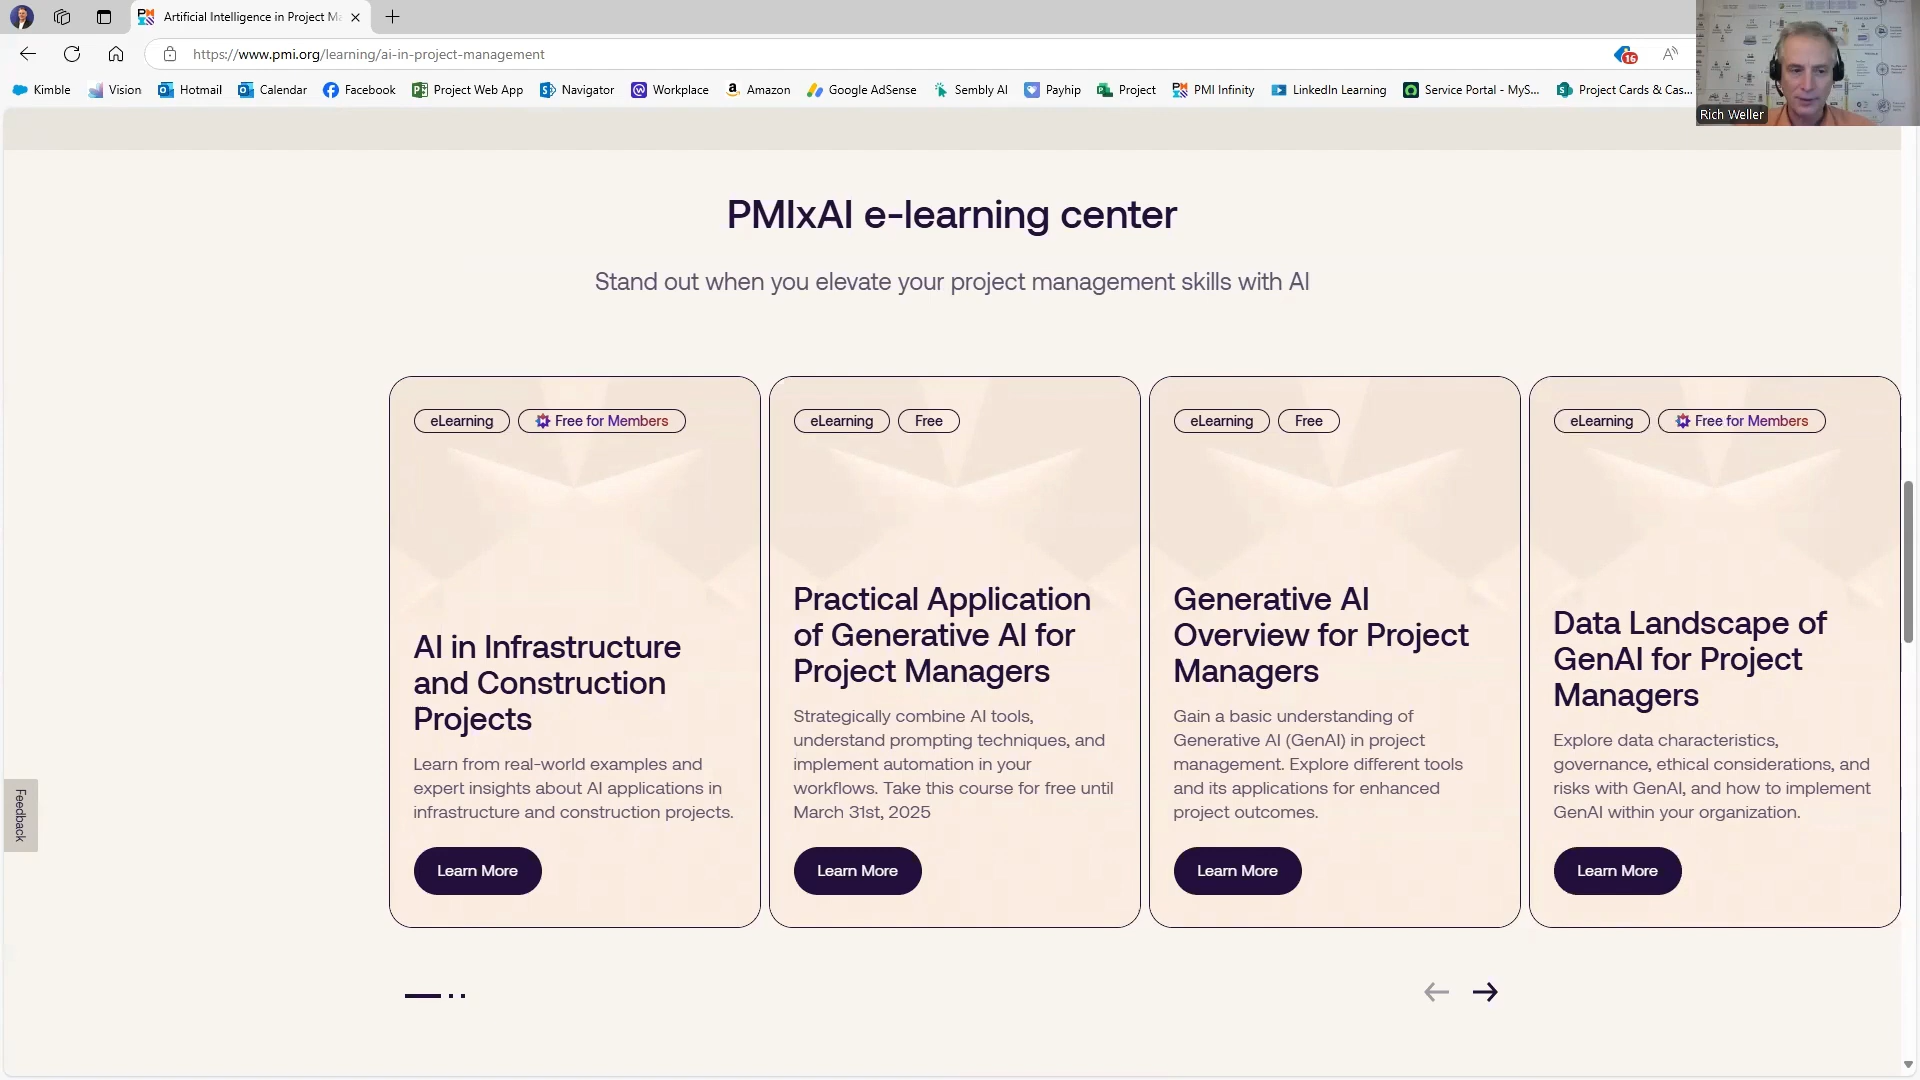 Artificial Intelligence in Project Ma
https://www.pmi.org/learning/ai-in-project-management
16
Kimble Vision Hotmail Calendar Facebook Project Web App Navigator Workplace Amazon Google AdSense Sembly AI Payhip Project PMI Infinity LinkedIn Learning Service Portal - MyS... Project Cards & Cas...
Rich Weller
PMIxAI e-learning center
Stand out when you elevate your project management skills with AI
eLearning Free for Members
AI in Infrastructure
and Construction
Projects
Learn from real-world examples and
expert insights about AI applications in
infrastructure and construction projects.
Learn More
eLearning Free
Practical Application
of Generative AI for
Project Managers
Strategically combine AI tools,
understand prompting techniques, and
implement automation in your
workflows. Take this course for free until
March 31st, 2025
Learn More
eLearning Free
Generative AI
Overview for Project
Managers
Gain a basic understanding of
Generative AI (GenAI) in project
management. Explore different tools
and its applications for enhanced
project outcomes.
Learn More
eLearning Free for Members
Data Landscape of
GenAI for Project
Managers
Explore data characteristics,
governance, ethical considerations, and
risks with GenAI, and how to implement
GenAI within your organization.
Learn More
Feedback